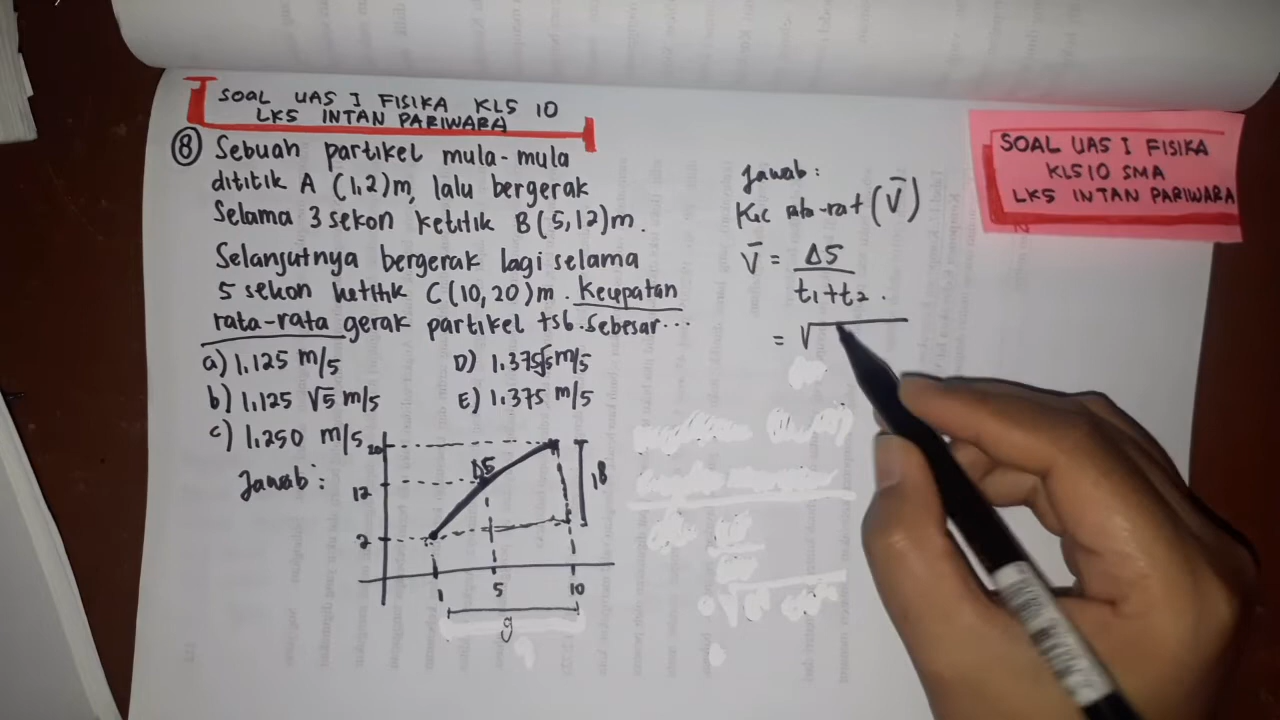 SOAL UAS I FISIKA KLS 10
LKS INTAN PARIWARA
⑧ Sebuah partikel mula-mula
dititik A (1,2)m, lalu bergerak
Selama 3 sekon ketitik B(5,12)m.
Selanjutnya bergerak lagi selama
5 sekon ketitik C(10,20)m. Kecepatan
rata-rata gerak partikel tsb. Sebesar...
a) 1.125 m/s
D) 1.375√5 m/s
b) 1.125 √5 m/s
E) 1.375 m/s
c) 1.250 m/s
Jawab :
20
12
2
ΔS
18
1
5
10
9
Jawab :
Kec rata-rat (V̄)
V̄ = ΔS / t₁+t₂ .
= √
SOAL UAS I FISIKA
KLS 10 SMA
LKS INTAN PARIWARA